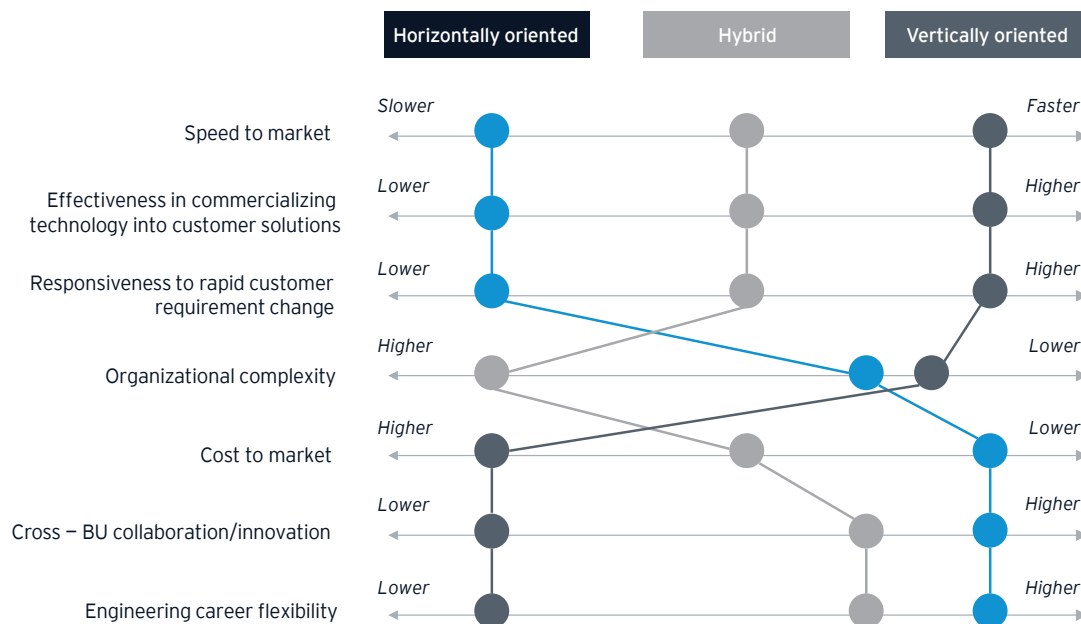 Horizontally oriented
Hybrid
Vertically oriented
Slower
Faster
Speed to market
Lower
Higher
Effectiveness in commercializing
technology into customer solutions
Lower
Higher
Responsiveness to rapid customer
requirement change
Higher
Lower
Organizational complexity
Higher
Lower
Cost to market
Lower
Higher
Cross – BU collaboration/innovation
Lower
Higher
Engineering career flexibility